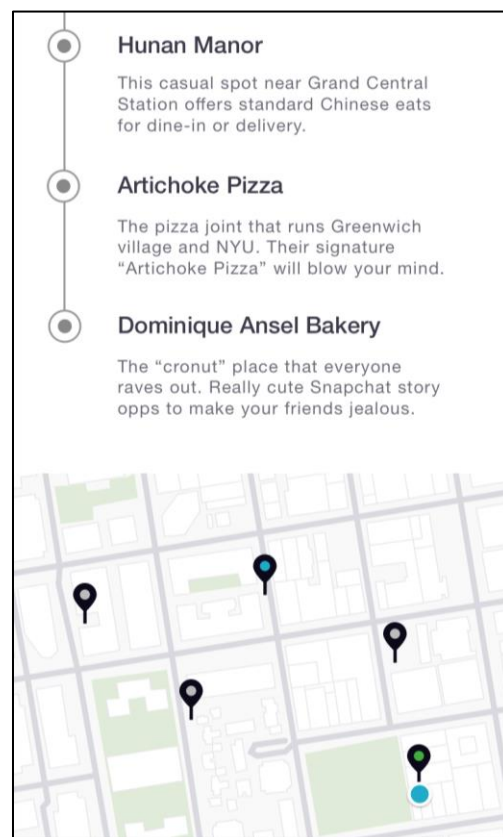 Hunan Manor
This casual spot near Grand Central
Station offers standard Chinese eats
for dine-in or delivery.
Artichoke Pizza
The pizza joint that runs Greenwich
village and NYU. Their signature
“Artichoke Pizza” will blow your mind.
Dominique Ansel Bakery
The “cronut” place that everyone
raves out. Really cute Snapchat story
opps to make your friends jealous.